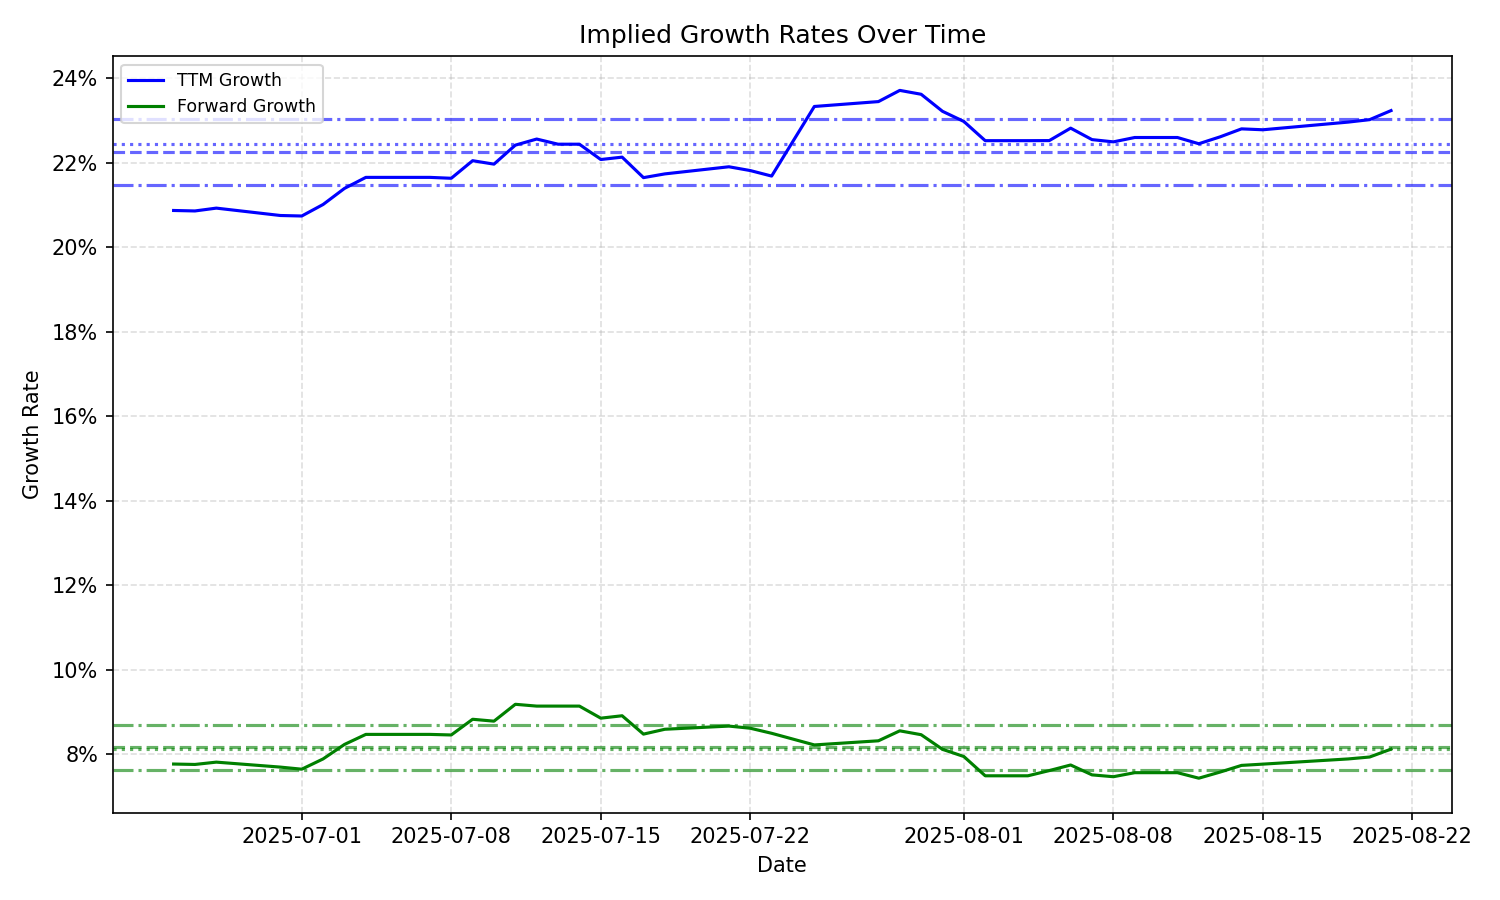 Implied Growth Rates Over Time
TTM Growth
Forward Growth
24%
22%
20%
18%
16%
14%
12%
10%
8%
Growth Rate
2025-07-01 2025-07-08 2025-07-15 2025-07-22 2025-08-01 2025-08-08 2025-08-15 2025-08-22
Date